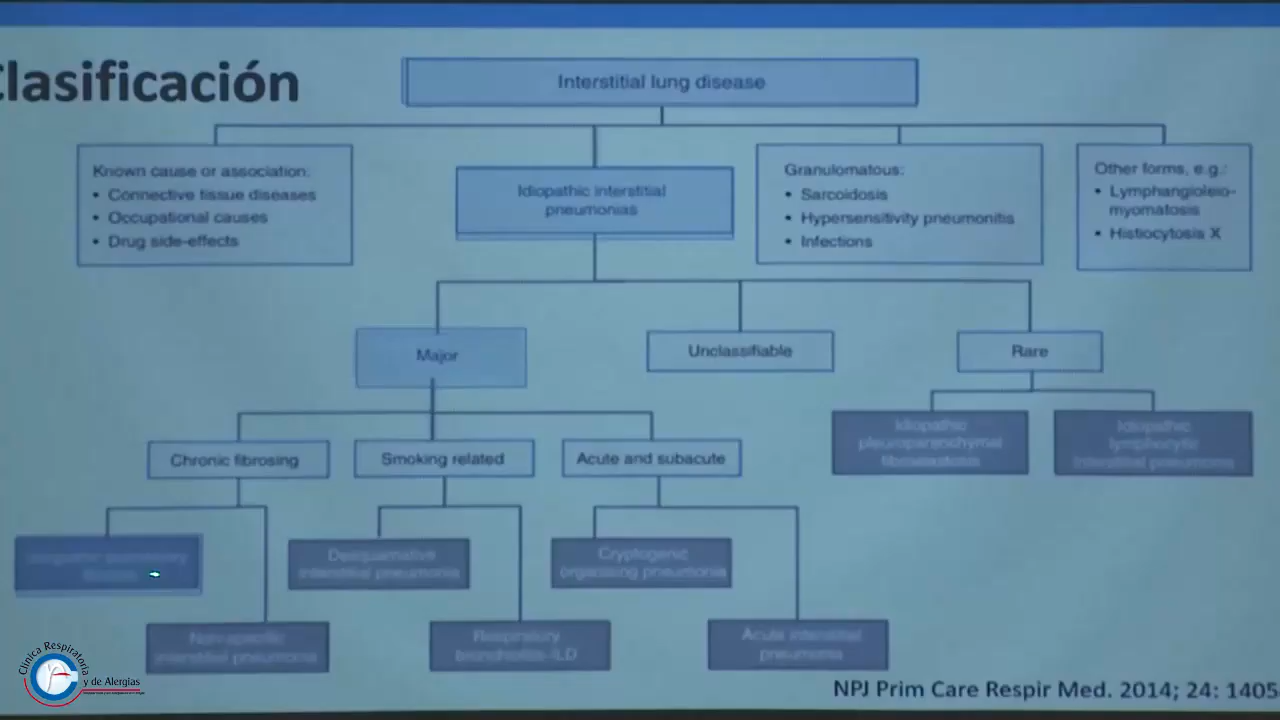 Clasificación
Interstitial lung disease
Known cause or association:
• Connective tissue diseases
• Occupational causes
• Drug side-effects
Idiopathic interstitial
pneumonias
Granulomatous:
• Sarcoidosis
• Hypersensitivity pneumonitis
• Infections
Other forms, e.g.:
• Lymphangioleio-
myomatosis
• Histiocytosis X
Major
Unclassifiable
Rare
Idiopathic
pleuroparenchymal
fibroelastosis
Idiopathic
lymphocytic
interstitial pneumonia
Chronic fibrosing
Smoking related
Acute and subacute
Desquamative
interstitial pneumonia
Cryptogenic
organising pneumonia
Non-specific
interstitial pneumonia
Respiratory
bronchiolitis-ILD
Acute interstitial
pneumonia
Clínica Respiratoria
y de Alergias
NPJ Prim Care Respir Med. 2014; 24: 1405